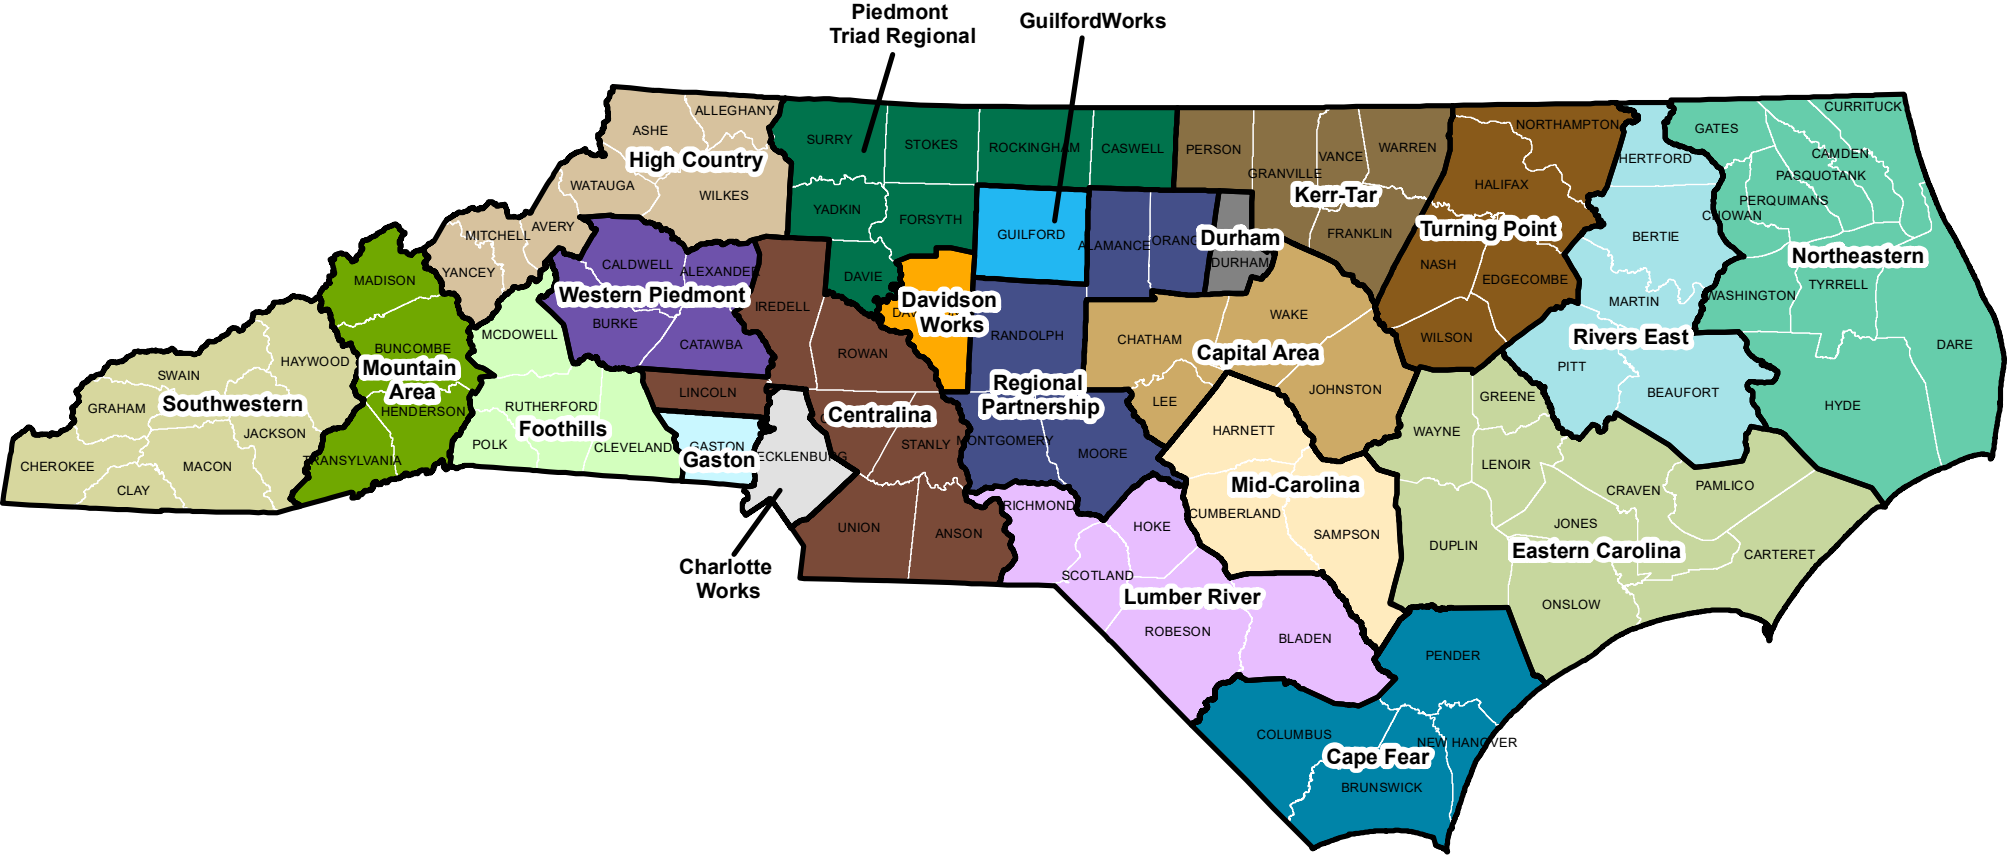 Piedmont
Triad Regional
GuilfordWorks
ALLEGHANY
ASHE
High Country
WATAUGA
WILKES
AVERY
MITCHELL
YANCEY
SURRY
STOKES
ROCKINGHAM
CASWELL
YADKIN
FORSYTH
DAVIE
GUILFORD
PERSON
GRANVILLE
VANCE
WARREN
Kerr-Tar
FRANKLIN
NORTHAMPTON
HALIFAX
Turning Point
NASH
EDGECOMBE
WILSON
HERTFORD
BERTIE
MARTIN
Rivers East
PITT
BEAUFORT
CURRITUCK
GATES
CAMDEN
PASQUOTANK
PERQUIMANS
CHOWAN
Northeastern
WASHINGTON
TYRRELL
DARE
HYDE
ALAMANCE
ORANG
Durham
DURHAM
MADISON
BUNCOMBE
Mountain
Area
HENDERSON
TRANSYLVANIA
CALDWELL
ALEXANDE
Western Piedmont
BURKE
CATAWBA
IREDELL
ROWAN
LINCOLN
Centralina
STANLY
UNION
ANSON
Davidson
Works
RANDOLPH
Regional
Partnership
MONTGOMERY
MOORE
CHATHAM
WAKE
Capital Area
LEE
JOHNSTON
MCDOWELL
RUTHERFORD
Foothills
POLK
CLEVELAND
GASTON
Gaston
ECKLENBURG
Charlotte
Works
HAYWOOD
SWAIN
Southwestern
GRAHAM
JACKSON
CHEROKEE
MACON
CLAY
HARNETT
Mid-Carolina
CUMBERLAND
SAMPSON
RICHMOND
HOKE
SCOTLAND
Lumber River
ROBESON
BLADEN
GREENE
WAYNE
LENOIR
CRAVEN
PAMLICO
JONES
DUPLIN
Eastern Carolina
CARTERET
ONSLOW
PENDER
COLUMBUS
NEW HANOVER
Cape Fear
BRUNSWICK